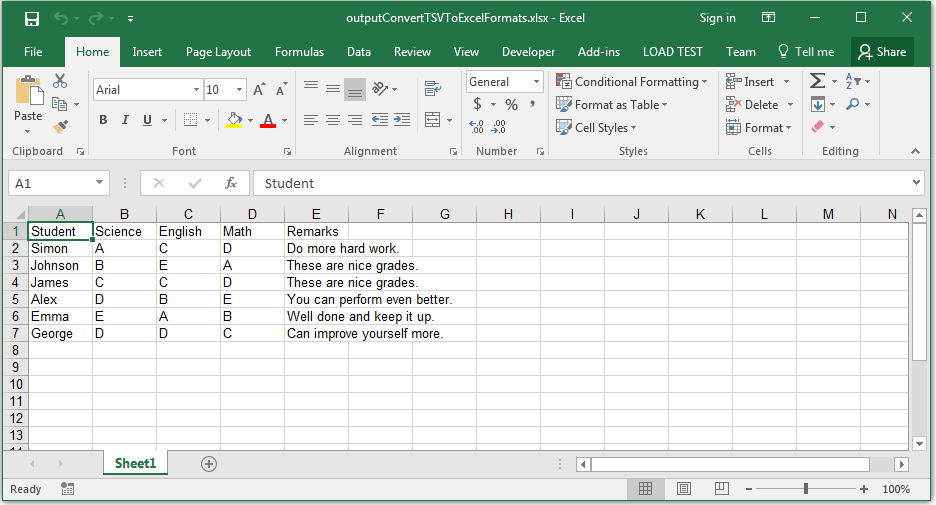 outputConvertTSVToExcelFormats.xlsx - Excel Sign in
File Home Insert Page Layout Formulas Data Review View Developer Add-ins LOAD TEST Team Tell me Share
Paste
Arial 10 A A
B I U A
General
$ % ,
.00 .0
Conditional Formatting
Format as Table
Cell Styles
Insert
Delete
Format
Clipboard Font Alignment Number Styles Cells Editing
A1 fx Student
A B C D E F G H I J K L M N
1 Student Science English Math Remarks
2 Simon A C D Do more hard work.
3 Johnson B E A These are nice grades.
4 James C C D These are nice grades.
5 Alex D B E You can perform even better.
6 Emma E A B Well done and keep it up.
7 George D D C Can improve yourself more.
8
9
10
11
12
13
Sheet1
Ready 100%